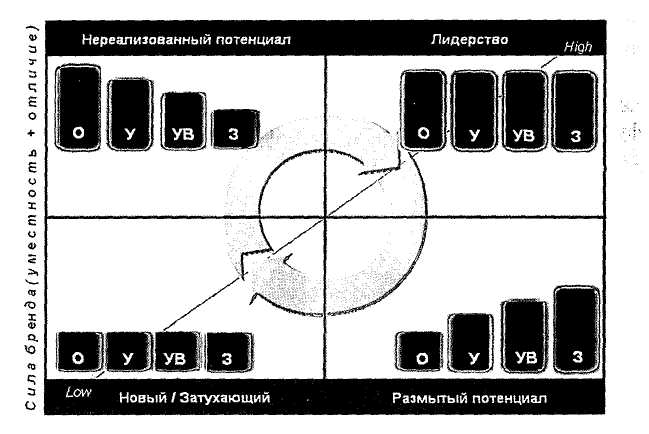 Нереализованный потенциал
Лидерство
High
О У УВ З
О У УВ З
Сила бренда(уместность + отличие)
О У УВ З
О У УВ З
Low
Новый / Затухающий
Размытый потенциал